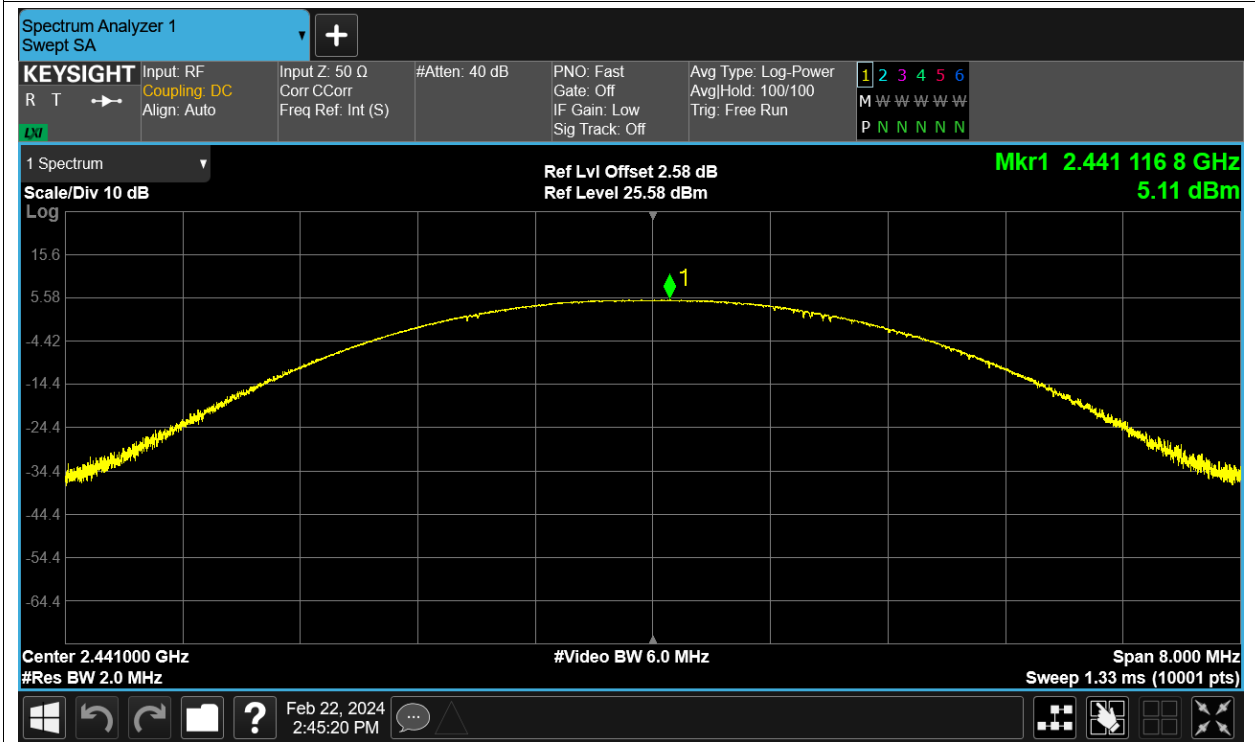 Spectrum Analyzer 1
Swept SA
+
KEYSIGHT
R T
LXI
Input: RF
Coupling: DC
Align: Auto
Input Z: 50 Ω
Corr CCorr
Freq Ref: Int (S)
#Atten: 40 dB
PNO: Fast
Gate: Off
IF Gain: Low
Sig Track: Off
Avg Type: Log-Power
Avg|Hold: 100/100
Trig: Free Run
1 2 3 4 5 6
M W W W W W
P N N N N N
1 Spectrum
Scale/Div 10 dB
Log
Ref Lvl Offset 2.58 dB
Ref Level 25.58 dBm
Mkr1 2.441 116 8 GHz
5.11 dBm
15.6
5.58
-4.42
-14.4
-24.4
-34.4
-44.4
-54.4
-64.4
1
Center 2.441000 GHz
#Res BW 2.0 MHz
#Video BW 6.0 MHz
Span 8.000 MHz
Sweep 1.33 ms (10001 pts)
?
Feb 22, 2024
2:45:20 PM